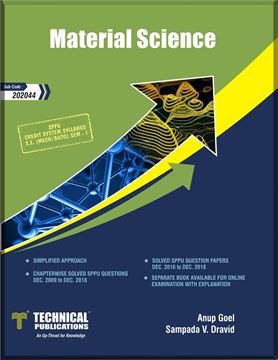 Material Science
Sub Code :
202044
SPPU
CREDIT SYSTEM SYLLABUS
S.E. (MECH/AUTO) SEM - I
• SIMPLIFIED APPROACH
• CHAPTERWISE SOLVED SPPU QUESTIONS
DEC. 2009 to DEC. 2018
• SOLVED SPPU QUESTION PAPERS
DEC. 2016 to DEC. 2018
• SEPARATE BOOK AVAILABLE FOR ONLINE
EXAMINATION WITH EXPLANATION
Anup Goel
Sampada V. Dravid
TECHNICAL
PUBLICATIONS
An Up-Thrust for Knowledge